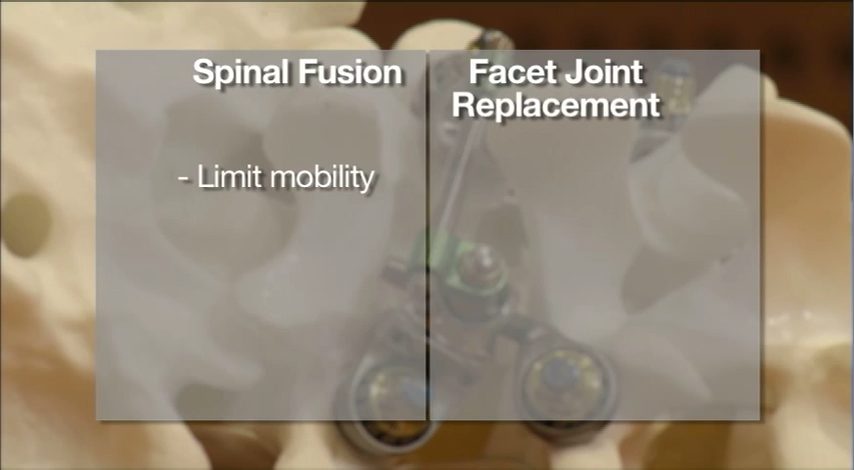 Spinal Fusion
- Limit mobility
Facet Joint
Replacement